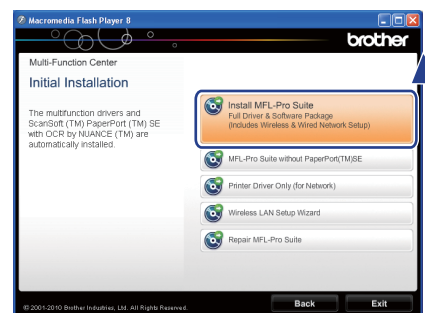 Macromedia Flash Player 8
brother
Multi-Function Center
Initial Installation
The multifunction drivers and
ScanSoft (TM) PaperPort (TM) SE
with OCR by NUANCE (TM) are
automatically installed.
Install MFL-Pro Suite
Full Driver & Software Package
(Includes Wireless & Wired Network Setup)
MFL-Pro Suite without PaperPort(TM)SE
Printer Driver Only (for Network)
Wireless LAN Setup Wizard
Repair MFL-Pro Suite
© 2001-2010 Brother Industries, Ltd. All Rights Reserved.
Back
Exit